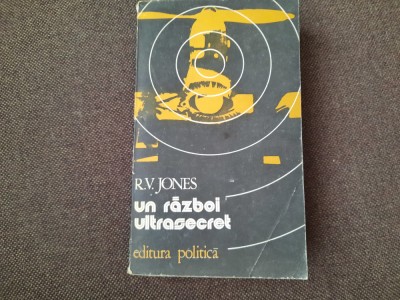 R.V. JONES
un război
ultrasecret
editura politică